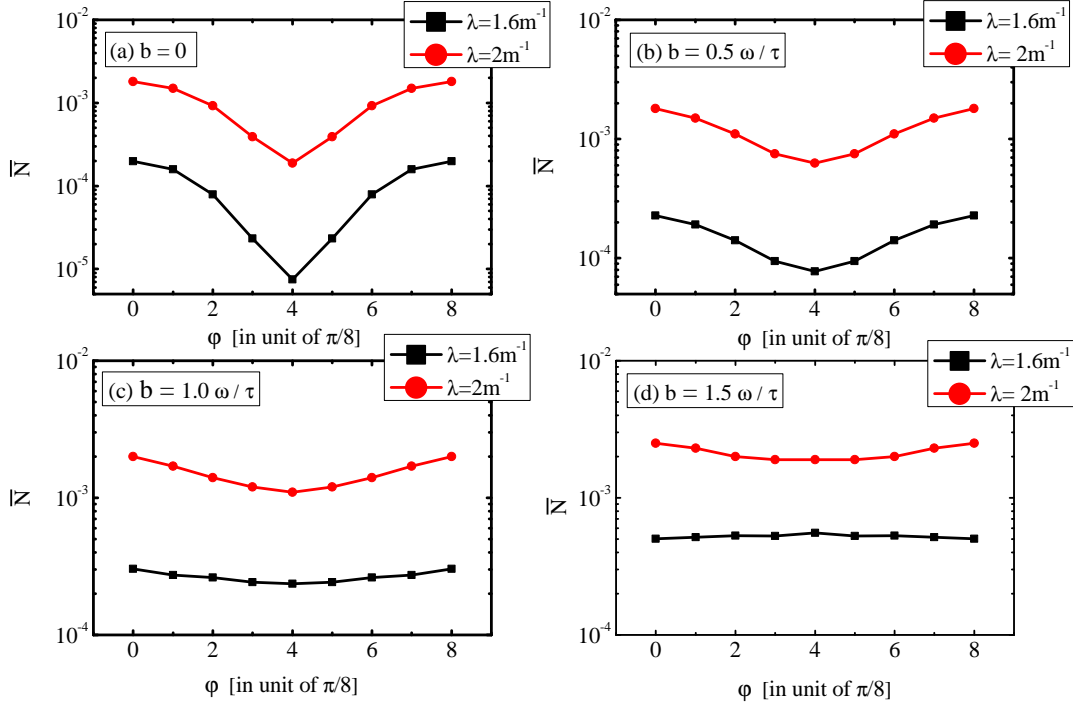 (a) b = 0
λ=1.6m⁻¹
λ=2m⁻¹
10⁻²
10⁻³
10⁻⁴
10⁻⁵
N̅
0 2 4 6 8
φ [in unit of π/8]
(b) b = 0.5 ω / τ
λ=1.6m⁻¹
λ= 2m⁻¹
10⁻²
10⁻³
10⁻⁴
N̅
0 2 4 6 8
φ [in unit of π/8]
(c) b = 1.0 ω / τ
λ=1.6m⁻¹
λ=2m⁻¹
10⁻²
10⁻³
10⁻⁴
N̅
0 2 4 6 8
φ [in unit of π/8]
(d) b = 1.5 ω / τ
λ=1.6m⁻¹
λ= 2m⁻¹
10⁻²
10⁻³
10⁻⁴
N̅
0 2 4 6 8
φ [in unit of π/8]